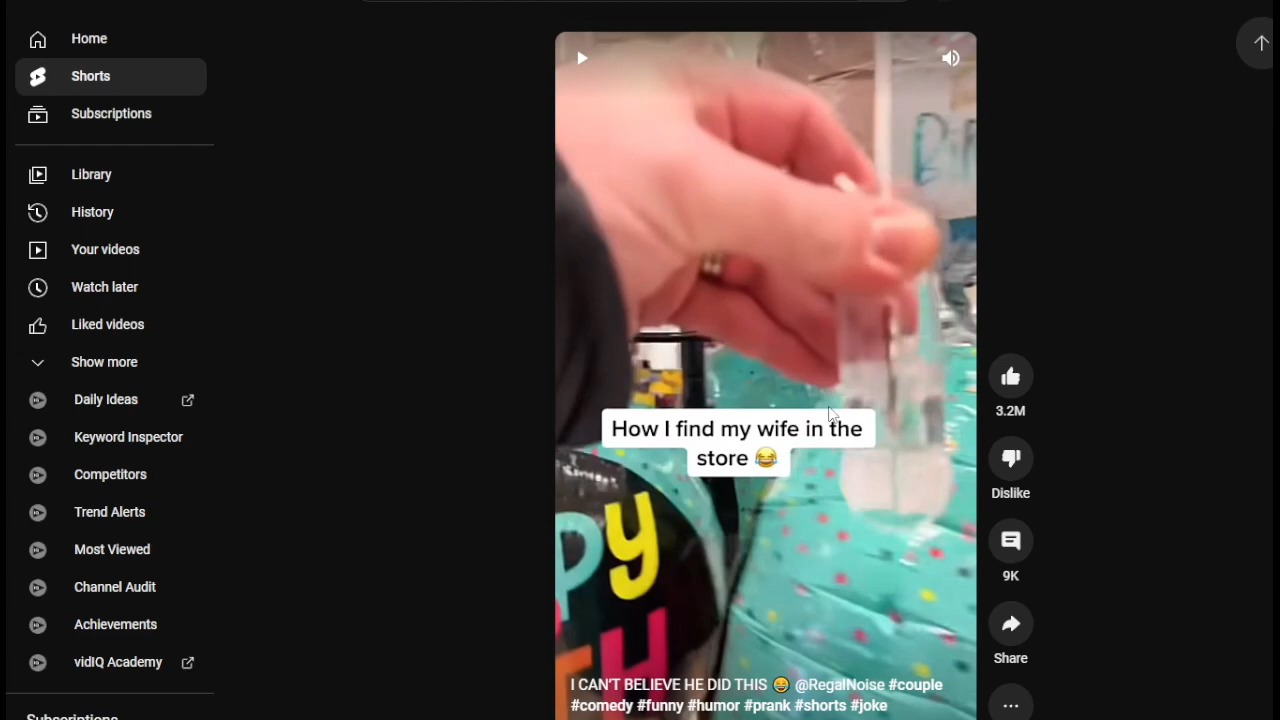 Home
Shorts
Subscriptions
Library
History
Your videos
Watch later
Liked videos
Show more
Daily Ideas
Keyword Inspector
Competitors
Trend Alerts
Most Viewed
Channel Audit
Achievements
vidIQ Academy
Subscriptions
How I find my wife in the
store 😂
PY
TH
I CAN'T BELIEVE HE DID THIS 😂 @RegalNoise #couple
#comedy #funny #humor #prank #shorts #joke
3.2M
Dislike
9K
Share